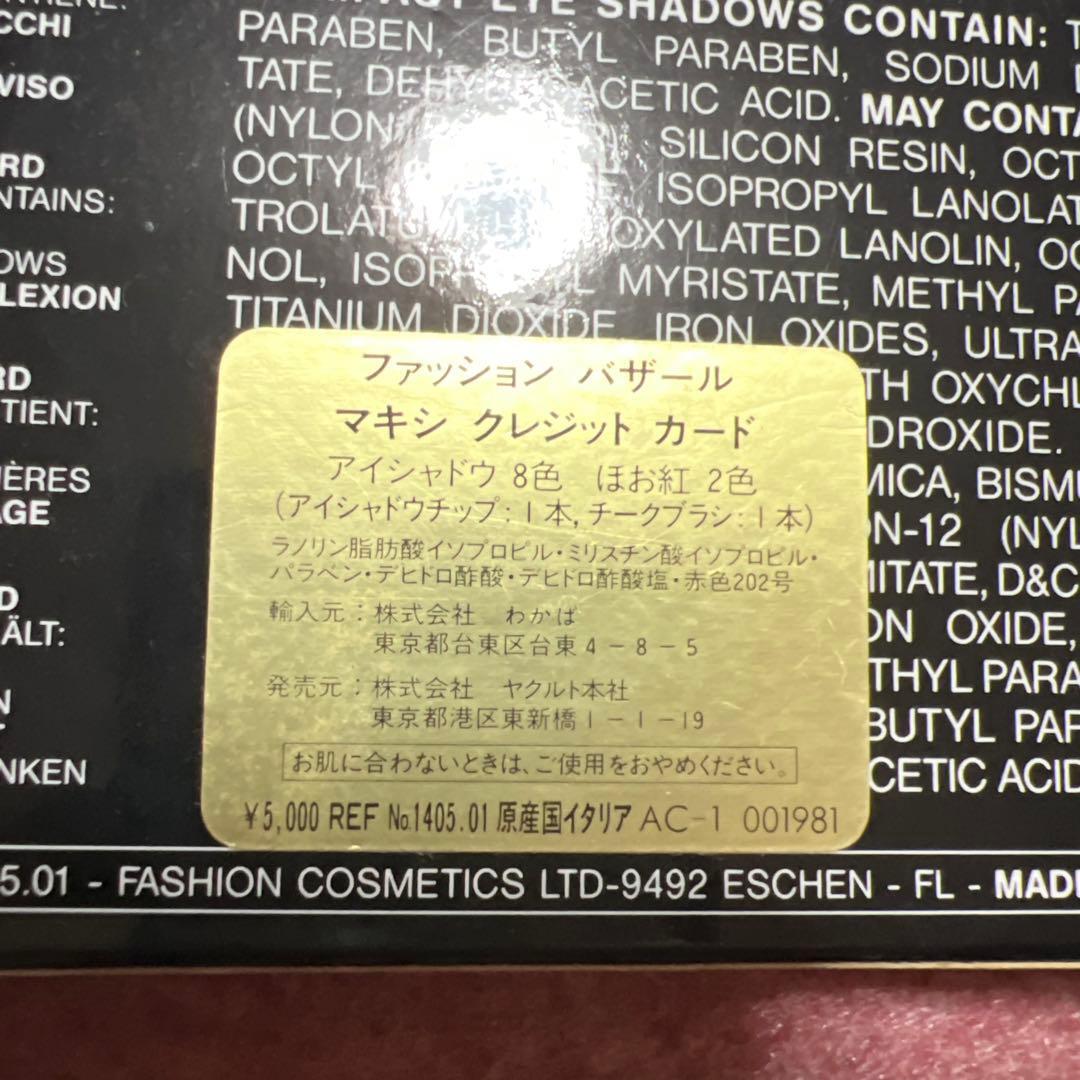 CCHI
VISO
RD
NTAINS:
OWS
LEXION
RD
TIENT:
IÈRES
AGE
D
ÄLT:
N
NKEN
EYE SHADOWS CONTAIN:
PARABEN, BUTYL PARABEN, SODIUM
TATE, ACETIC ACID. MAY CONTA
(NYLON SILICON RESIN, OCT
OCTYL ISOPROPYL LANOLAT
TROLATUM OXYLATED LANOLIN, OC
NOL, ISOPROPYL MYRISTATE, METHYL PA
TITANIUM DIOXIDE, IRON OXIDES, ULTRA
TH OXYCHL
DROXIDE.
MICA, BISMU
ON-12 (NYL
MITATE, D&C
ON OXIDE,
THYL PARA
BUTYL PAR
ACETIC ACID
ファッション バザール
マキシ クレジット カード
アイシャドウ 8色 ほお紅 2色
(アイシャドウチップ:1本,チークブラシ:1本)
ラノリン脂肪酸イソプロピル・ミリスチン酸イソプロピル・
パラベン・デヒドロ酢酸・デヒドロ酢酸塩・赤色202号
輸入元:株式会社 わかば
東京都台東区台東4-8-5
発売元:株式会社 ヤクルト本社
東京都港区東新橋1-1-19
お肌に合わないときは、ご使用をおやめください。
¥5,000 REF No.1405.01 原産国イタリア AC-1 001981
5.01 - FASHION COSMETICS LTD-9492 ESCHEN - FL - MADE